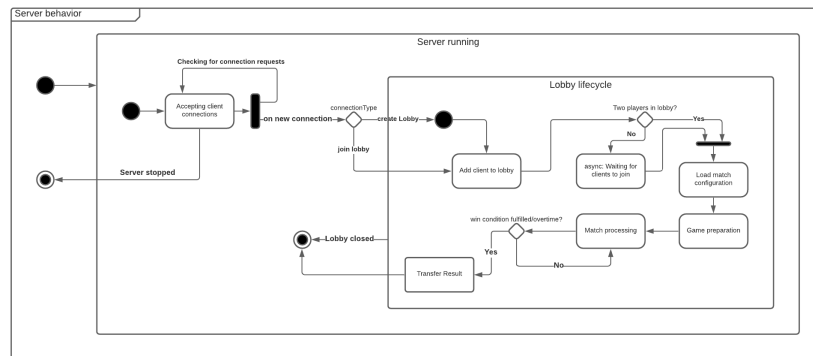 Server behavior
Server running
Checking for connection requests
Accepting client
connections
on new connection
connectionType
create Lobby
join lobby
Server stopped
Lobby lifecycle
Two players in lobby?
Yes
No
Add client to lobby
async: Waiting for
clients to join
Load match
configuration
win condition fulfilled/overtime?
Match processing
Game preparation
Lobby closed
Yes
No
Transfer Result